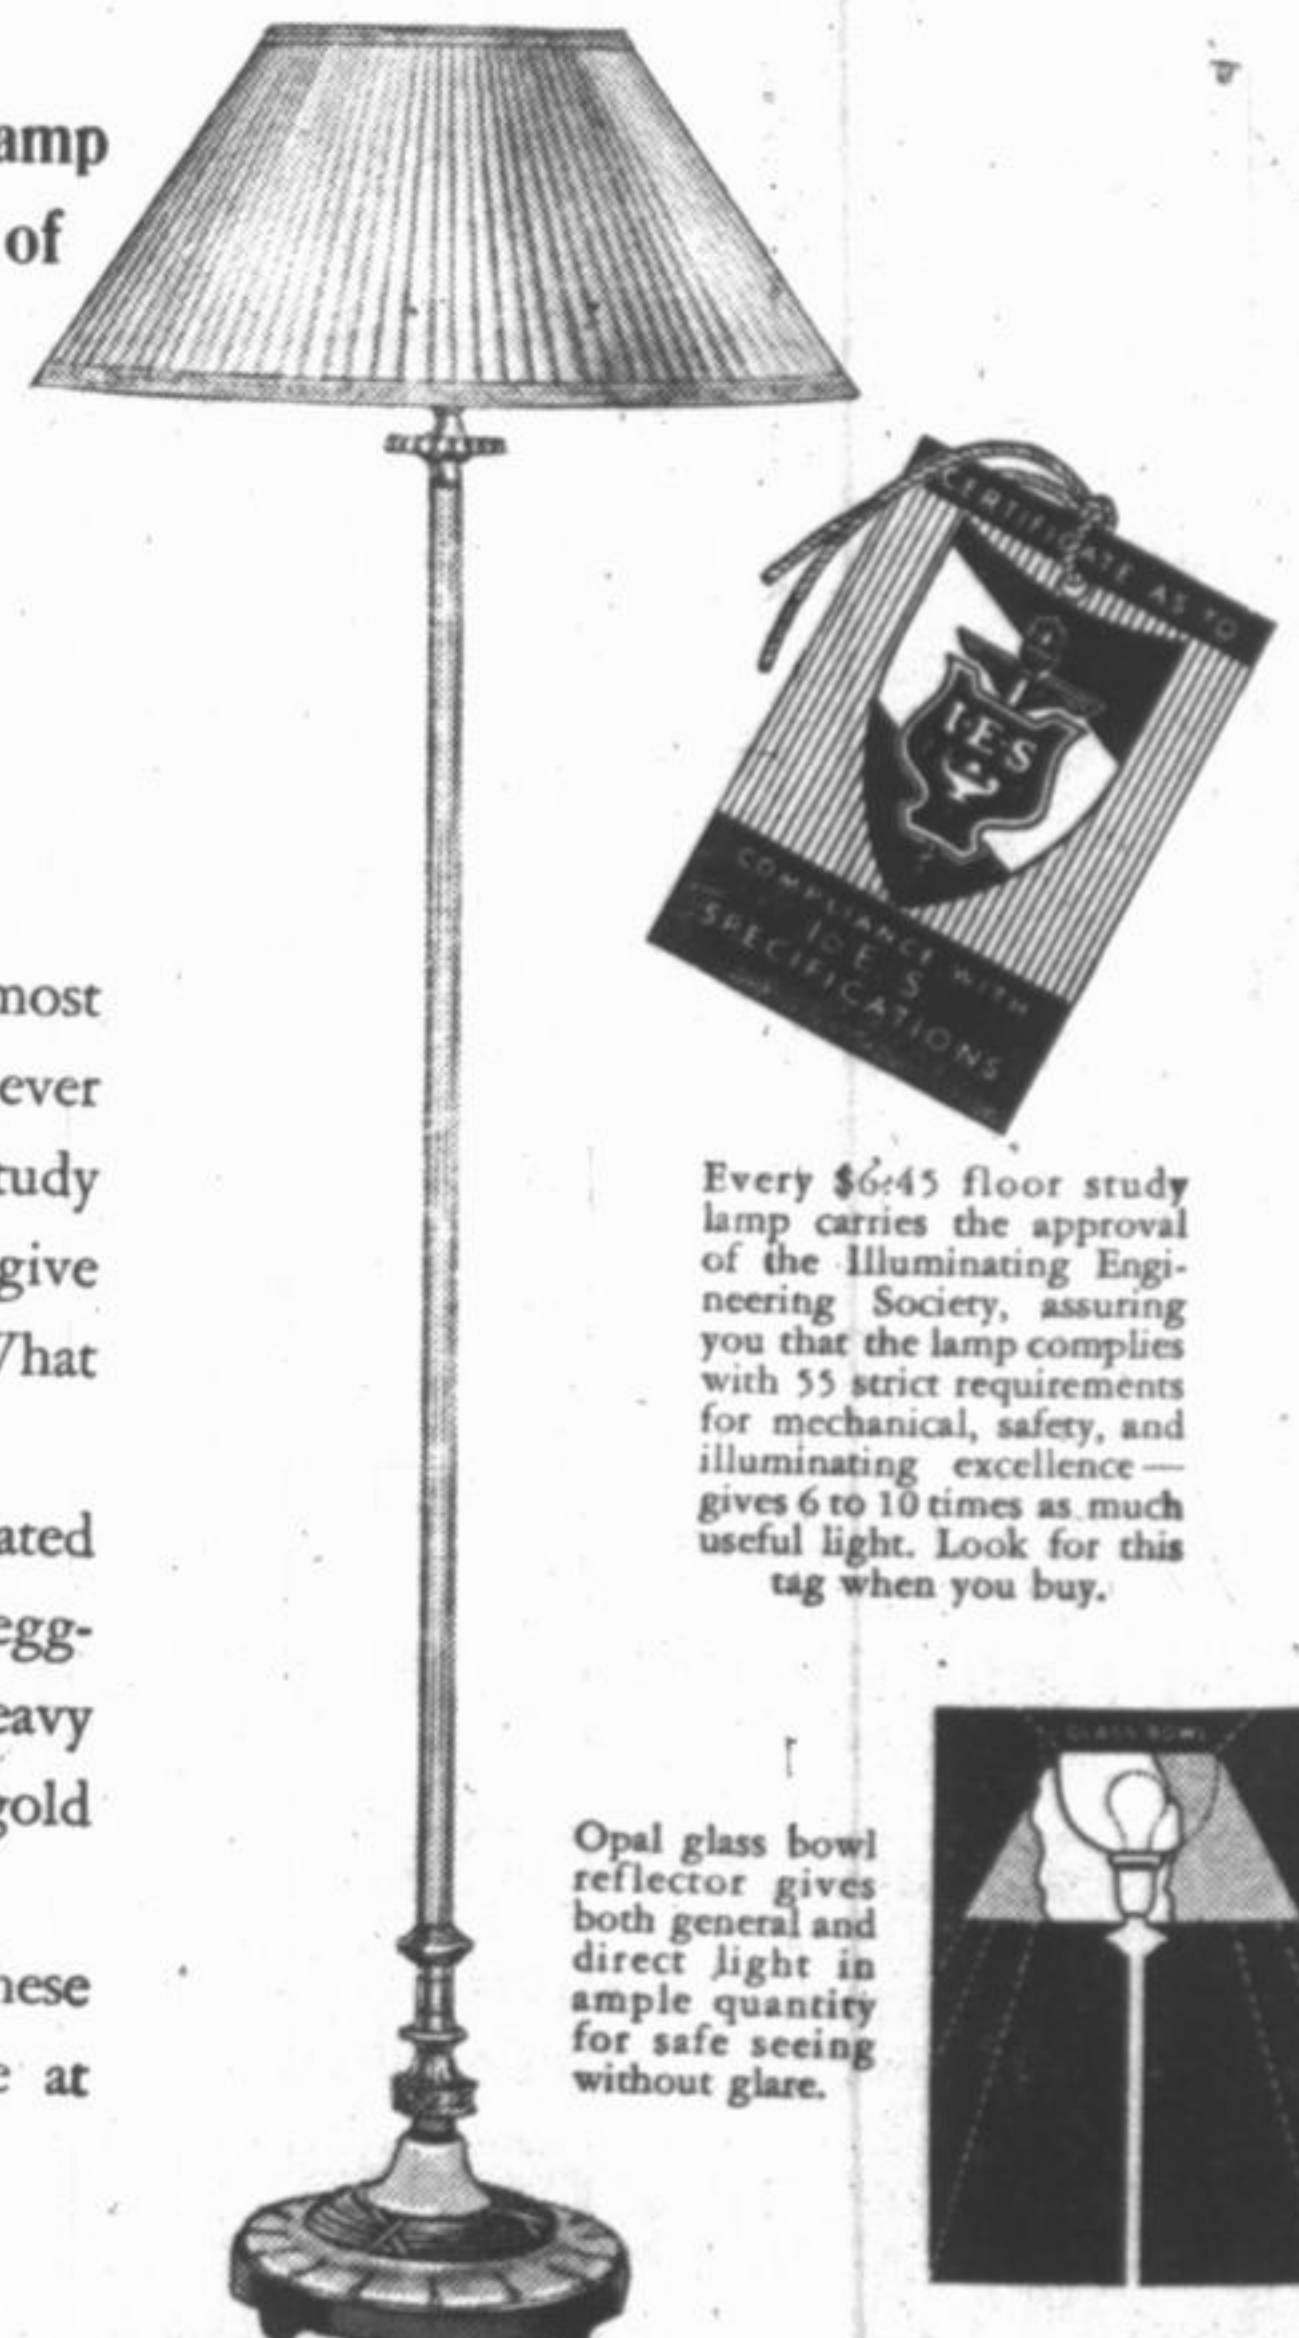 amp
of
most
ever
tudy
give
What
ated
egg-
eavy
gold
hese
e at
CERTIFICATE AS TO
I·E·S
COMPLIANCE WITH
I E S
SPECIFICATIONS
Every $6.45 floor study
lamp carries the approval
of the Illuminating Engi-
neering Society, assuring
you that the lamp complies
with 55 strict requirements
for mechanical, safety, and
illuminating excellence—
gives 6 to 10 times as much
useful light. Look for this
tag when you buy.
Opal glass bowl
reflector gives
both general and
direct light in
ample quantity
for safe seeing
without glare.
GLASS BOWL